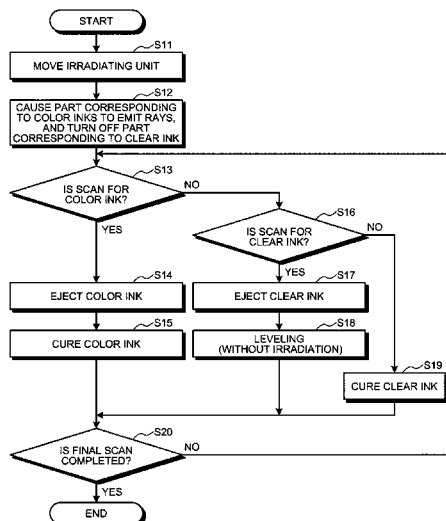 START
S11
MOVE IRRADIATING UNIT
S12
CAUSE PART CORRESPONDING
TO COLOR INKS TO EMIT RAYS,
AND TURN OFF PART
CORRESPONDING TO CLEAR INK
S13
IS SCAN FOR
COLOR INK?
NO
YES
S16
IS SCAN FOR
CLEAR INK?
NO
YES
S14
EJECT COLOR INK
S17
EJECT CLEAR INK
S15
CURE COLOR INK
S18
LEVELING
(WITHOUT IRRADIATION)
S19
CURE CLEAR INK
S20
IS FINAL SCAN
COMPLETED?
NO
YES
END